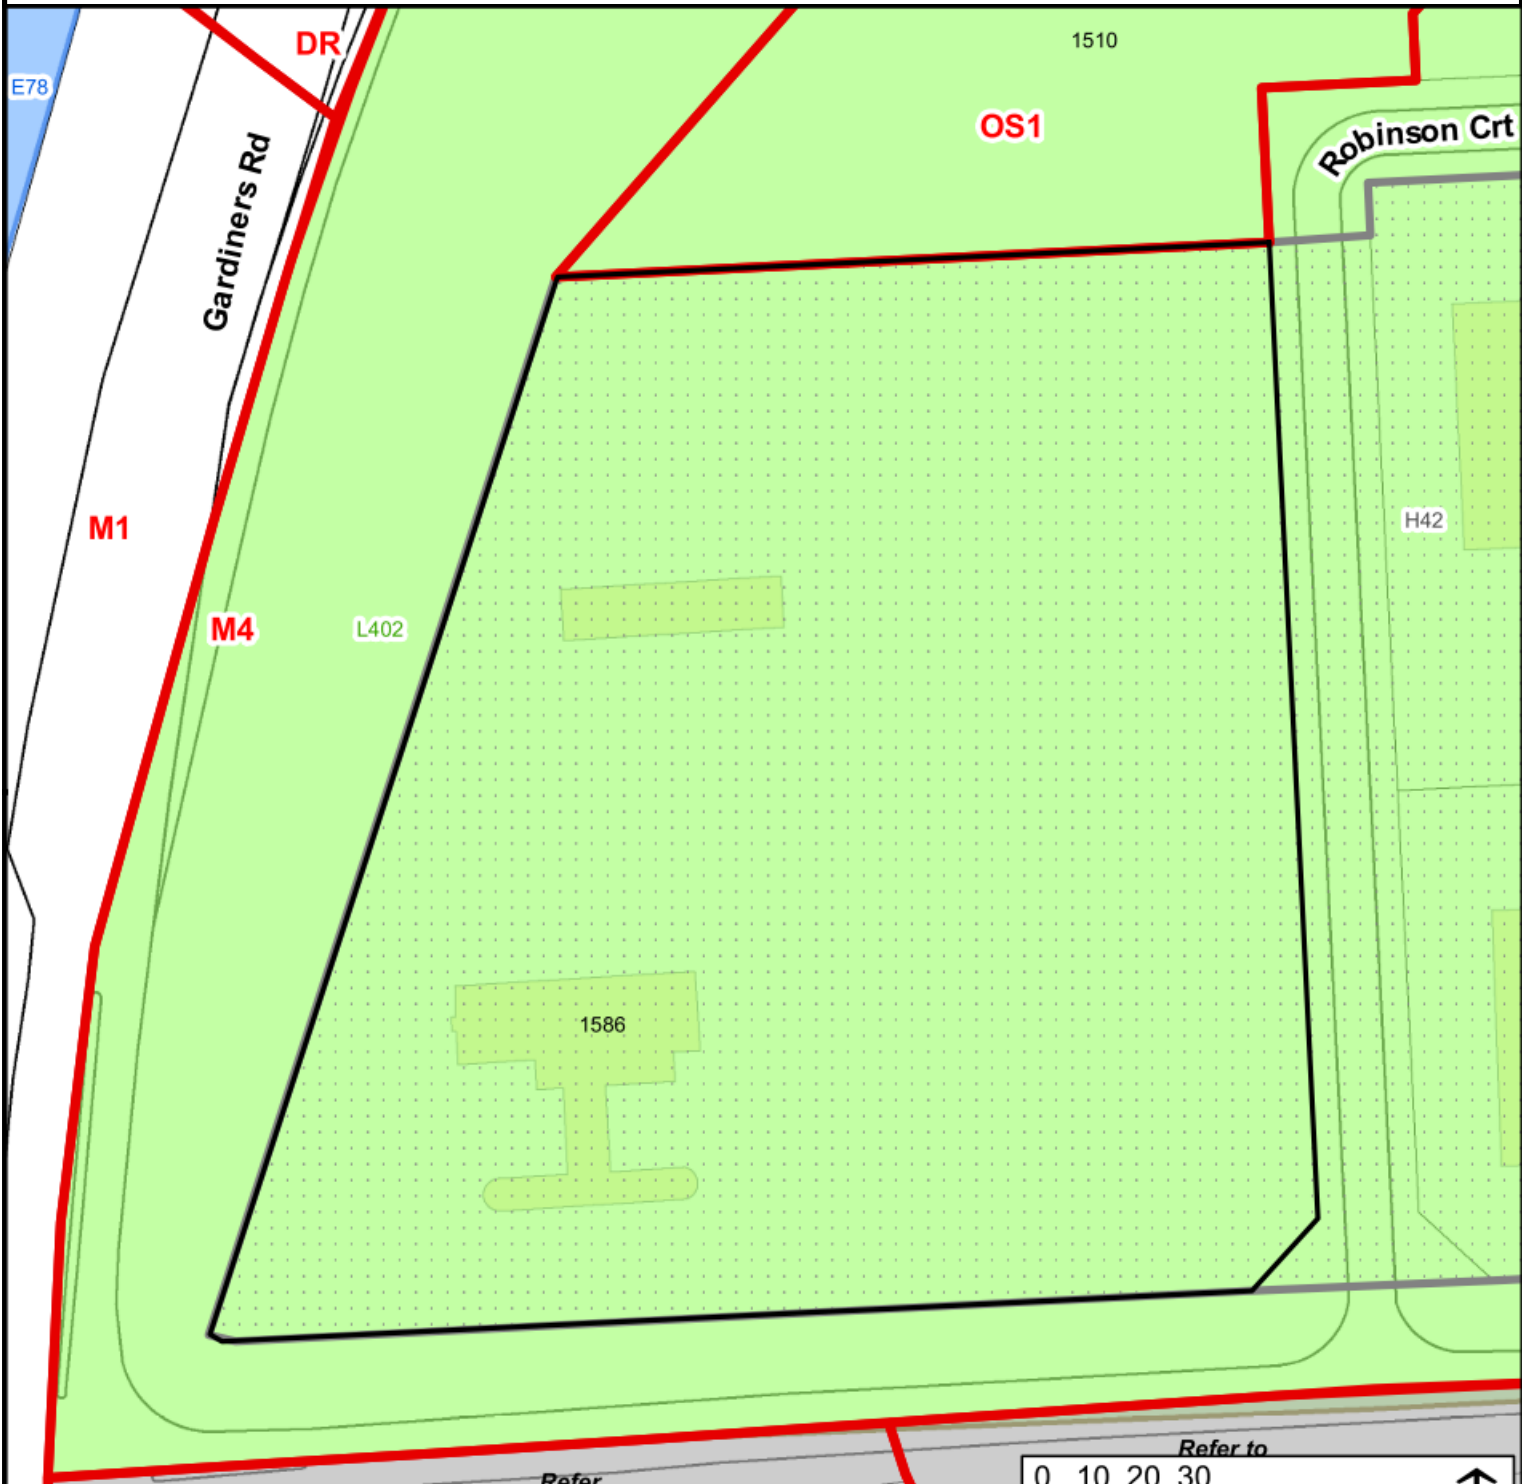 DR
1510
E78
OS1
Robinson Crt
Gardiners Rd
M1
H42
M4
L402
1586
Refer to
Refer
0 10 20 30